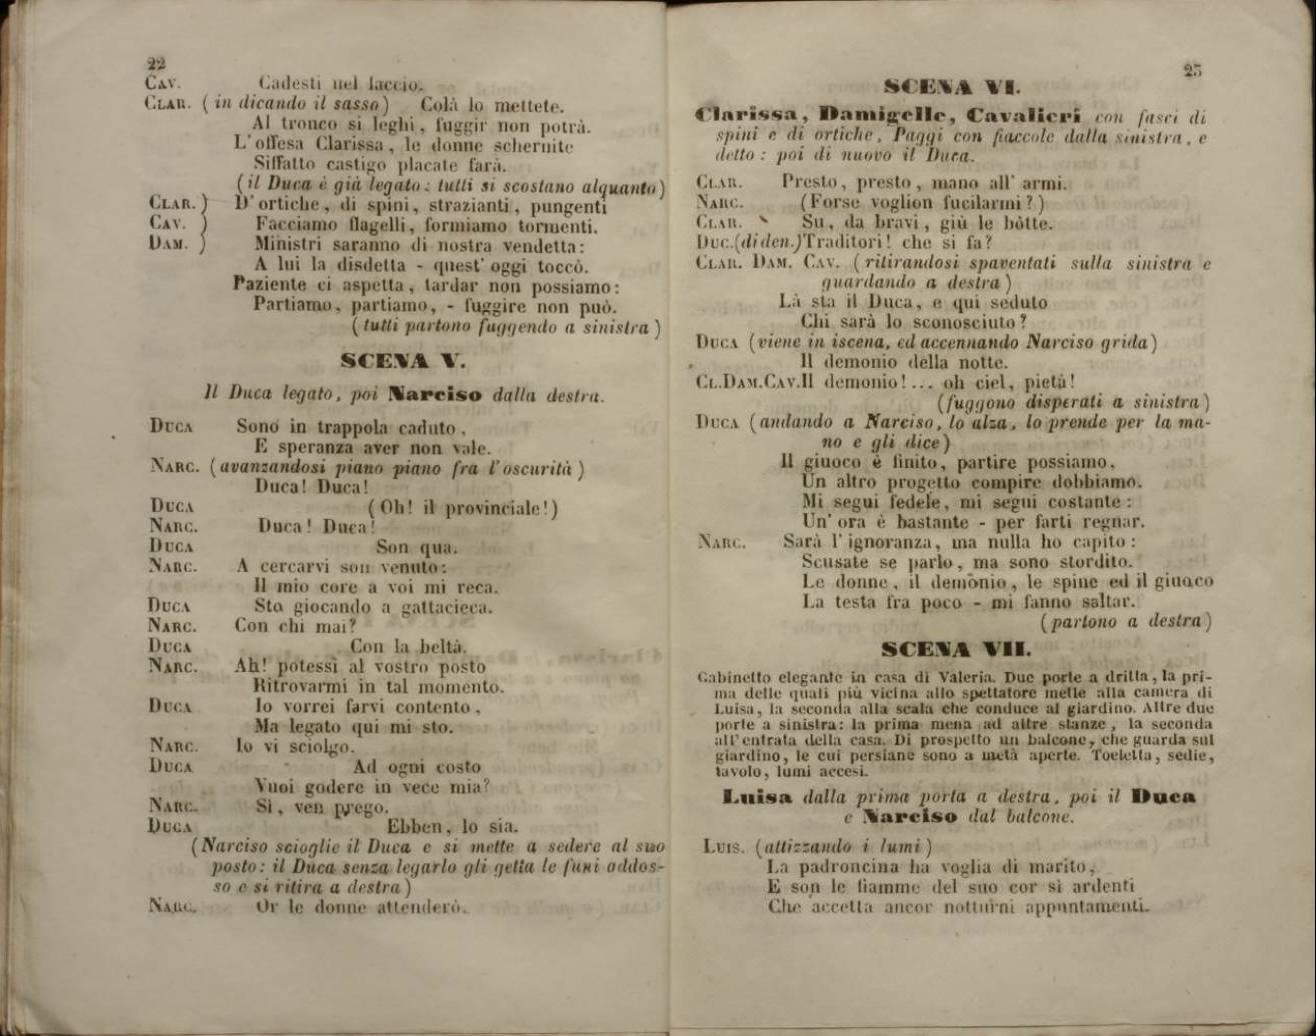 22
CAV. Cadesti nel laccio.
CLAR. ( in dicando il sasso ) Colà lo mettete.
Al tronco si leghi, fuggir non potrà.
L'offesa Clarissa, le donne schernite
Siffatto castigo placate farà.
( il Duca è già legato: tutti si scostano alquanto )
CLAR. ) D'ortiche, di spini, strazianti, pungenti
CAV. ) Facciamo flagelli, formiamo tormenti.
DAM. ) Ministri saranno di nostra vendetta:
A lui la disdetta - quest' oggi toccò.
Paziente ci aspetta, tardar non possiamo:
Partiamo, partiamo, - fuggire non può.
( tutti partono fuggendo a sinistra )
SCENA V.
Il Duca legato, poi Narciso dalla destra.
DUCA Sono in trappola caduto,
E speranza aver non vale.
NARC. ( avanzandosi piano piano fra l'oscurità )
Duca! Duca!
DUCA ( Oh! il provinciale! )
NARC. Duca! Duca!
DUCA Son qua.
NARC. A cercarvi son venuto:
Il mio core a voi mi reca.
DUCA Sto giocando a gattacieca.
NARC. Con chi mai?
DUCA Con la beltà.
NARC. Ah! potessi al vostro posto
Ritrovarmi in tal momento.
DUCA Io vorrei farvi contento,
Ma legato qui mi sto.
NARC. Io vi sciolgo.
DUCA Ad ogni costo
Vuoi godere in vece mia?
NARC. Sì, ven prego.
DUCA Ebben, lo sia.
( Narciso scioglie il Duca e si mette a sedere al suo
posto: il Duca senza legarlo gli getta le funi addos-
so e si ritira a destra )
NARC. Or le donne attenderò.
23
SCENA VI.
Clarissa, Damigelle, Cavalieri con fasci di
spini e di ortiche, Paggi con fiaccole dalla sinistra, e
detto: poi di nuovo il Duca.
CLAR. Presto, presto, mano all' armi.
NARC. (Forse voglion fucilarmi?)
CLAR. Su, da bravi, giù le bòtte.
DUC. (di den.) Traditori! che si fa?
CLAR. DAM. CAV. ( ritirandosi spaventati sulla sinistra e
guardando a destra )
Là sta il Duca, e qui seduto
Chi sarà lo sconosciuto?
DUCA ( viene in iscena, ed accennando Narciso grida )
Il demonio della notte.
CL. DAM. CAV. Il demonio!... oh ciel, pietà!
( fuggono disperati a sinistra )
DUCA ( andando a Narciso, lo alza, lo prende per la ma-
no e gli dice )
Il giuoco è finito, partire possiamo,
Un altro progetto compire dobbiamo.
Mi segui fedele, mi segui costante:
Un' ora è bastante - per farti regnar.
NARC. Sarà l'ignoranza, ma nulla ho capito:
Scusate se parlo, ma sono stordito.
Le donne, il demonio, le spine ed il giuoco
La testa fra poco - mi fanno saltar.
( partono a destra )
SCENA VII.
Gabinetto elegante in casa di Valeria. Due porte a dritta, la pri-
ma delle quali più vicina allo spettatore mette alla camera di
Luisa, la seconda alla scala che conduce al giardino. Altre due
porte a sinistra: la prima mena ad altre stanze, la seconda
all'entrata della casa. Di prospetto un balcone, che guarda sul
giardino, le cui persiane sono a metà aperte. Toeletta, sedie,
tavolo, lumi accesi.
Luisa dalla prima porta a destra, poi il Duca
e Narciso dal balcone.
LUIS. ( attizzando i lumi )
La padroncina ha voglia di marito,
E son le fiamme del suo cor sì ardenti
Che accetta ancor notturni appuntamenti.